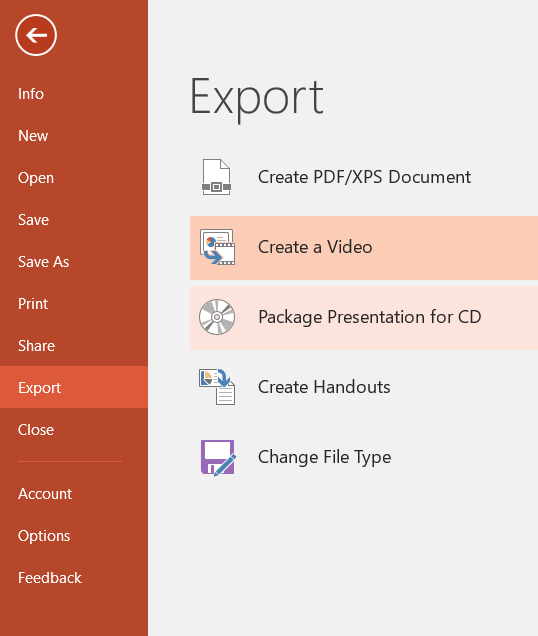 Info
New
Open
Save
Save As
Print
Share
Export
Close
Account
Options
Feedback
Export
Create PDF/XPS Document
Create a Video
Package Presentation for CD
Create Handouts
Change File Type